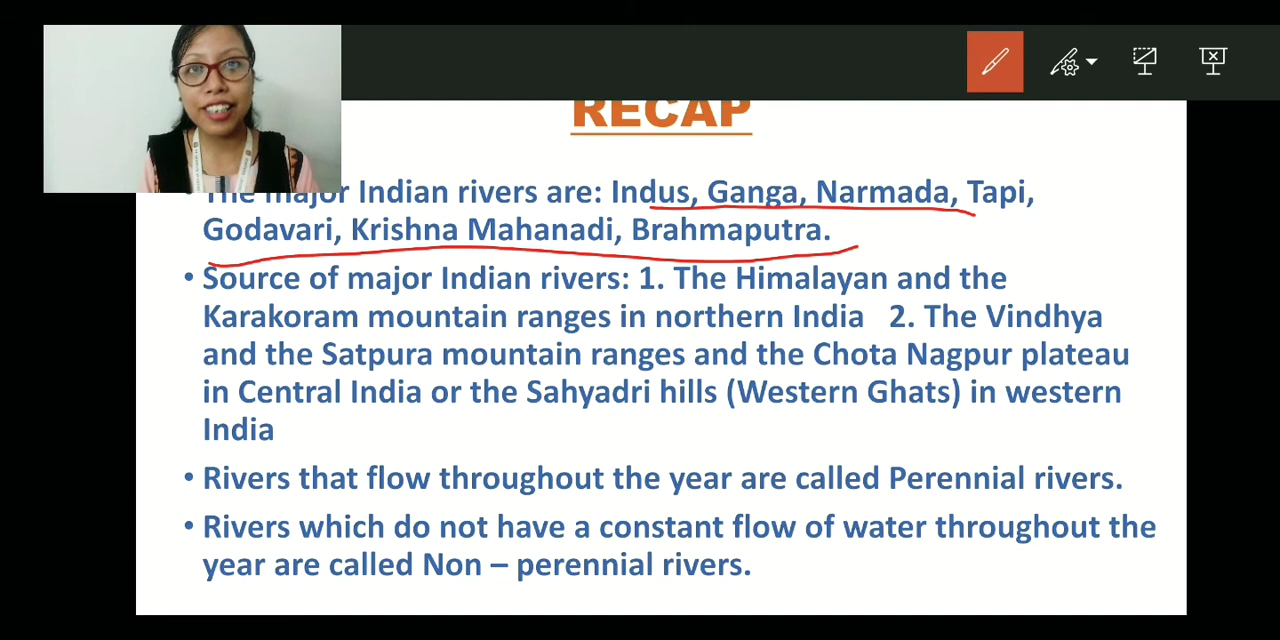 RECAP
• The major Indian rivers are: Indus, Ganga, Narmada, Tapi,
Godavari, Krishna Mahanadi, Brahmaputra.
• Source of major Indian rivers: 1. The Himalayan and the
Karakoram mountain ranges in northern India 2. The Vindhya
and the Satpura mountain ranges and the Chota Nagpur plateau
in Central India or the Sahyadri hills (Western Ghats) in western
India
• Rivers that flow throughout the year are called Perennial rivers.
• Rivers which do not have a constant flow of water throughout the
year are called Non – perennial rivers.